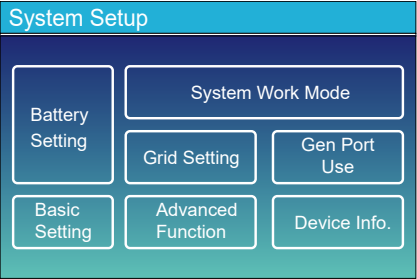 System Setup
Battery
Setting
System Work Mode
Grid Setting
Gen Port
Use
Basic
Setting
Advanced
Function
Device Info.